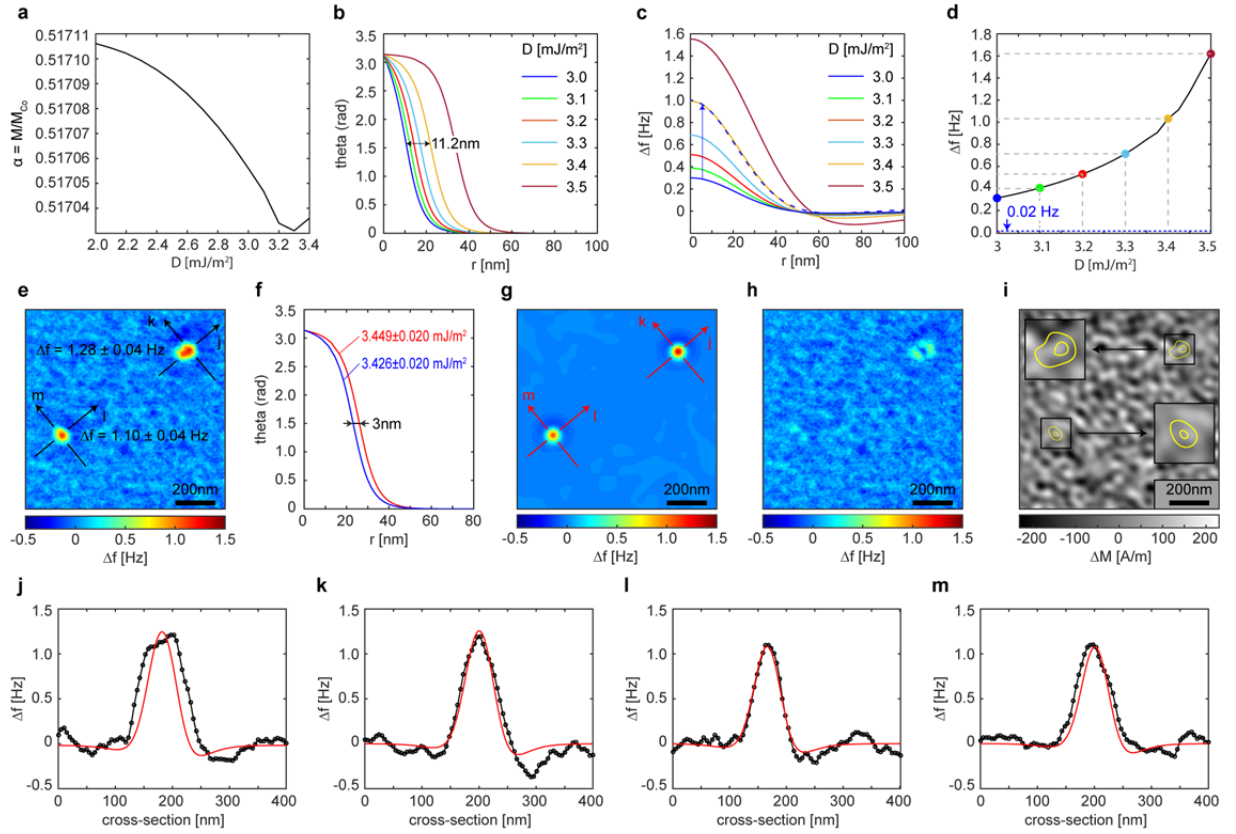 a
0.51711
0.51710
0.51709
0.51708
0.51707
0.51706
0.51705
0.51704
α = M/M_Co
2.0 2.2 2.4 2.6 2.8 3.0 3.2 3.4
D [mJ/m²]
b
3.5
3.0
2.5
2.0
1.5
1.0
0.5
0
theta (rad)
D [mJ/m²]
3.0
3.1
3.2
3.3
3.4
3.5
11.2nm
0 20 40 60 80 100
r [nm]
c
1.6
1.4
1.2
1.0
0.8
0.6
0.4
0.2
0
Δf [Hz]
D [mJ/m²]
3.0
3.1
3.2
3.3
3.4
3.5
0 20 40 60 80 100
r [nm]
d
1.8
1.6
1.4
1.2
1.0
0.8
0.6
0.4
0.2
0.0
Δf [Hz]
0.02 Hz
3 3.1 3.2 3.3 3.4 3.5
D [mJ/m²]
e
k
j
Δf = 1.28 ± 0.04 Hz
m
l
Δf = 1.10 ± 0.04 Hz
200nm
-0.5 0 0.5 1.0 1.5
Δf [Hz]
f
3.5
3.0
2.5
2.0
1.5
1.0
0.5
0
theta (rad)
3.449±0.020 mJ/m²
3.426±0.020 mJ/m²
3nm
0 20 40 60 80
r [nm]
g
k
j
m
l
200nm
-0.5 0 0.5 1.0 1.5
Δf [Hz]
h
200nm
-0.5 0 0.5 1.0 1.5
Δf [Hz]
i
200nm
-200 -100 0 100 200
ΔM [A/m]
j
1.5
1.0
0.5
0
-0.5
Δf [Hz]
0 100 200 300 400
cross-section [nm]
k
1.5
1.0
0.5
0
-0.5
Δf [Hz]
0 100 200 300 400
cross-section [nm]
l
1.5
1.0
0.5
0
-0.5
Δf [Hz]
0 100 200 300 400
cross-section [nm]
m
1.5
1.0
0.5
0
-0.5
Δf [Hz]
0 100 200 300 400
cross-section [nm]